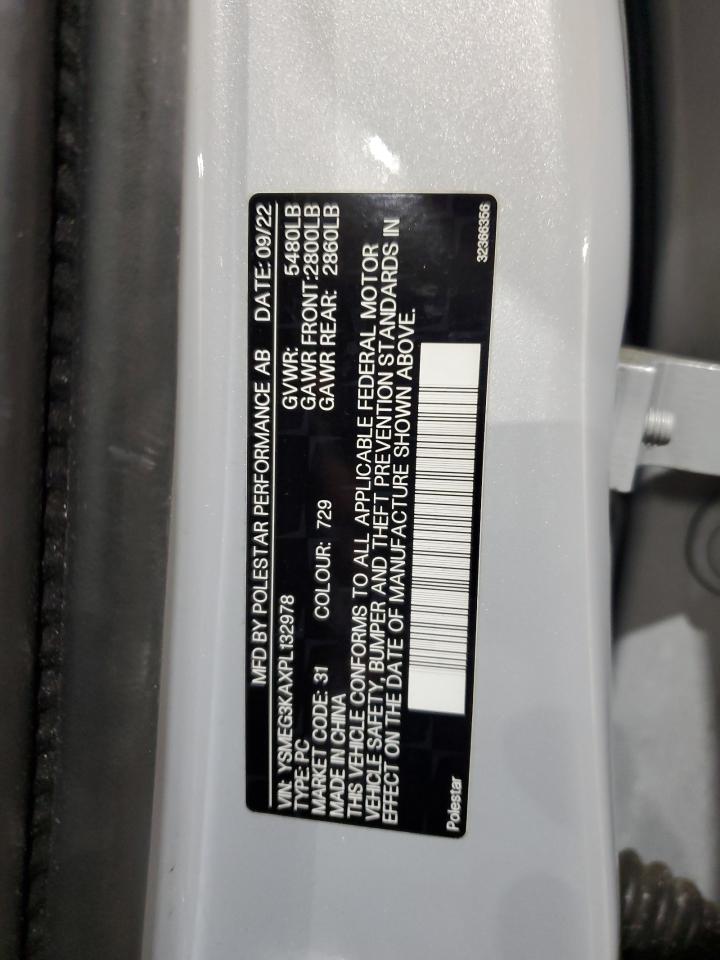 MFD BY POLESTAR PERFORMANCE AB DATE: 09/22
VIN: YSMEG3KAXPL132978
TYPE: PC GVWR: 5480LB
MARKET CODE: 31 COLOUR: 729 GAWR FRONT:2800LB
MADE IN CHINA GAWR REAR: 2860LB
THIS VEHICLE CONFORMS TO ALL APPLICABLE FEDERAL MOTOR
VEHICLE SAFETY, BUMPER AND THEFT PREVENTION STANDARDS IN
EFFECT ON THE DATE OF MANUFACTURE SHOWN ABOVE.
Polestar 32366356